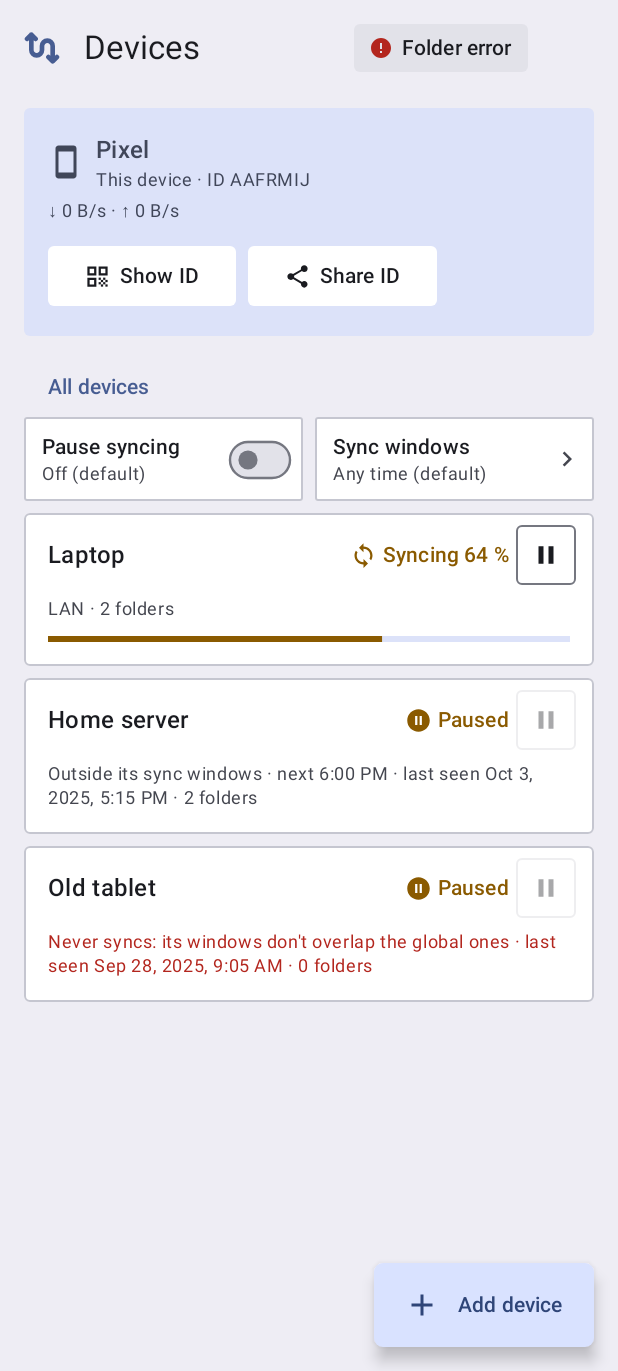 Devices
Folder error
Pixel
This device · ID AAFRMIJ
↓ 0 B/s · ↑ 0 B/s
Show ID
Share ID
All devices
Pause syncing
Off (default)
Sync windows
Any time (default)
Laptop
Syncing 64 %
LAN · 2 folders
Home server
Paused
Outside its sync windows · next 6:00 PM · last seen Oct 3,
2025, 5:15 PM · 2 folders
Old tablet
Paused
Never syncs: its windows don't overlap the global ones · last
seen Sep 28, 2025, 9:05 AM · 0 folders
Add device